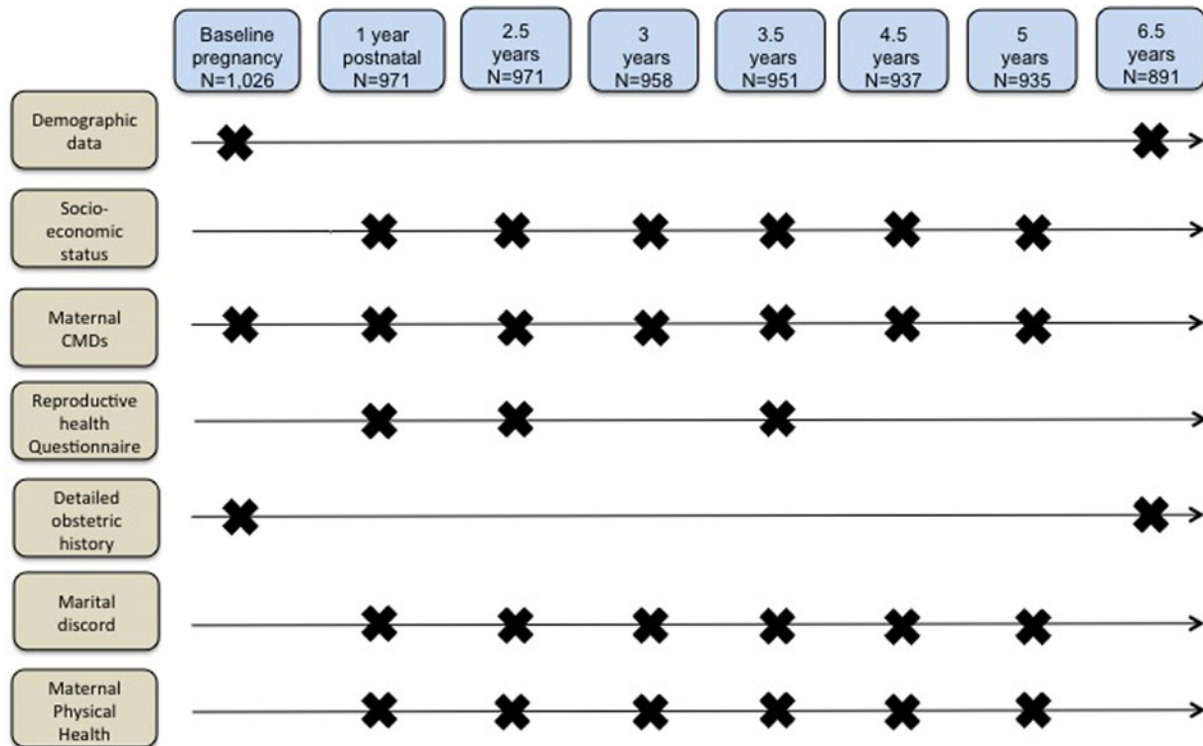 Baseline
pregnancy
N=1,026
1 year
postnatal
N=971
2.5
years
N=971
3
years
N=958
3.5
years
N=951
4.5
years
N=937
5
years
N=935
6.5
years
N=891
Demographic
data
Socio-
economic
status
Maternal
CMDs
Reproductive
health
Questionnaire
Detailed
obstetric
history
Marital
discord
Maternal
Physical
Health